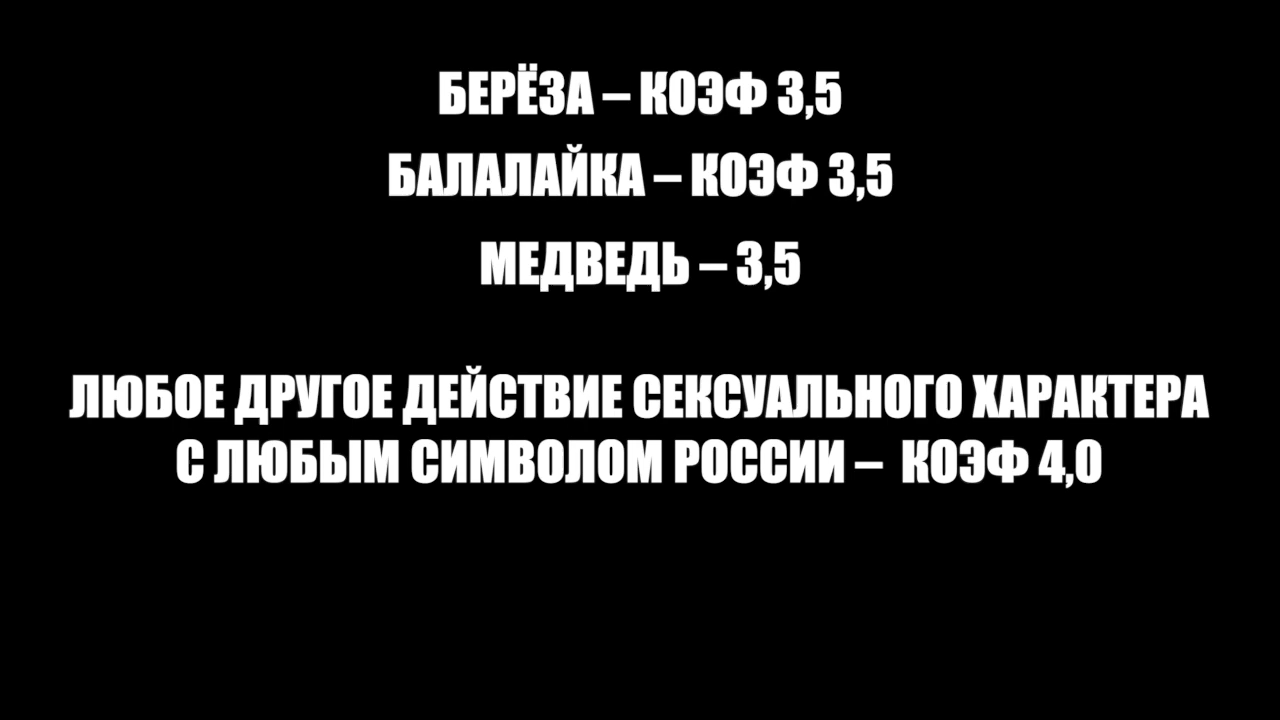 БЕРЁЗА – КОЭФ 3,5
БАЛАЛАЙКА – КОЭФ 3,5
МЕДВЕДЬ – 3,5
ЛЮБОЕ ДРУГОЕ ДЕЙСТВИЕ СЕКСУАЛЬНОГО ХАРАКТЕРА
С ЛЮБЫМ СИМВОЛОМ РОССИИ – КОЭФ 4,0